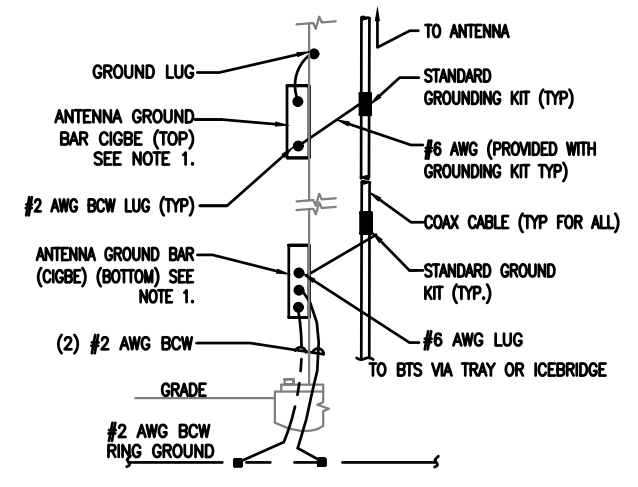 TO ANTENNA
GROUND LUG
STANDARD
GROUNDING KIT (TYP)
ANTENNA GROUND
BAR CIGBE (TOP)
SEE NOTE 1.
#6 AWG (PROVIDED WITH
GROUNDING KIT TYP)
#2 AWG BCW LUG (TYP)
COAX CABLE (TYP FOR ALL)
ANTENNA GROUND BAR
(CIGBE) (BOTTOM) SEE
NOTE 1.
STANDARD GROUND
KIT (TYP.)
(2) #2 AWG BCW
#6 AWG LUG
TO BTS VIA TRAY OR ICEBRIDGE
GRADE
#2 AWG BCW
RING GROUND